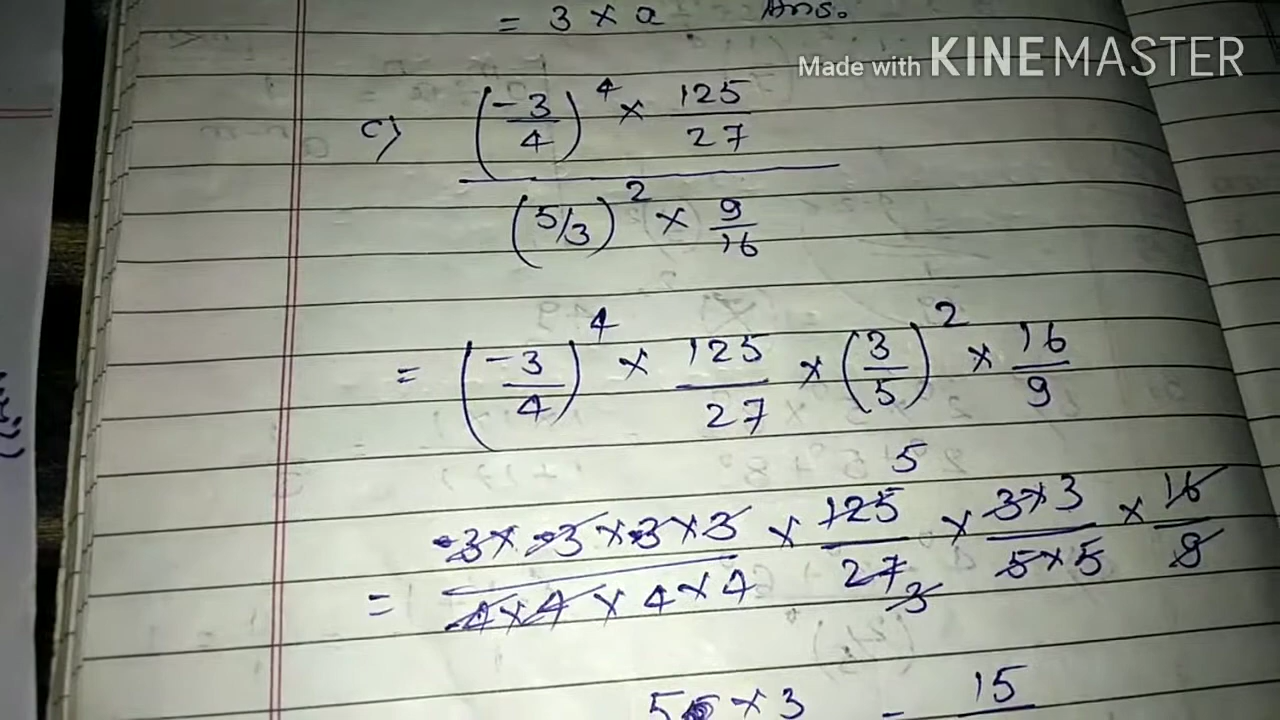 = 3 × a Ans.
Made with KINEMASTER
c) (-3/4)^4 × 125/27
(5/3)^2 × 9/16
= (-3/4)^4 × 125/27 × (3/5)^2 × 16/9
5
= -3 × -3 × -3 × 3 / 4 × 4 × 4 × 4 × 125/27 × 3×3/5×5 × 16/9
3
5 × 3 = 15